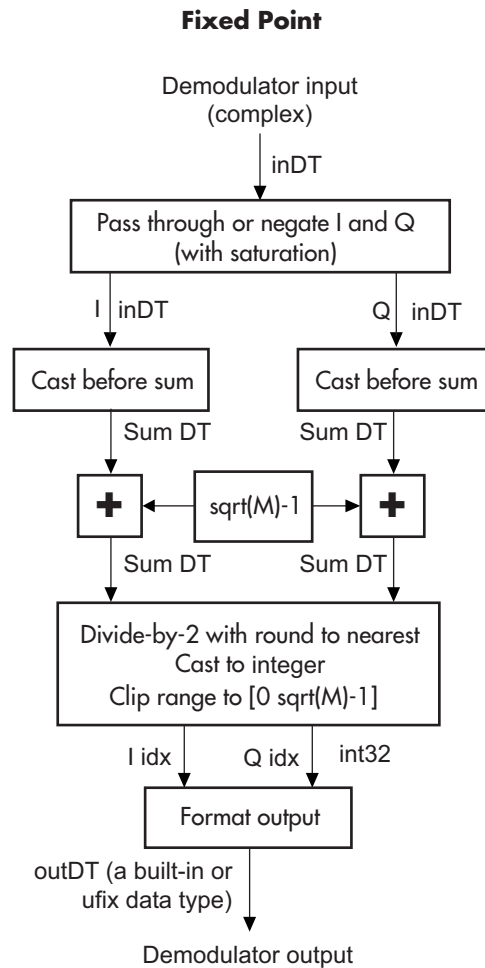 Fixed Point
Demodulator input
(complex)
inDT
Pass through or negate I and Q
(with saturation)
I inDT
Q inDT
Cast before sum
Cast before sum
Sum DT
Sum DT
+
sqrt(M)-1
+
Sum DT
Sum DT
Divide-by-2 with round to nearest
Cast to integer
Clip range to [0 sqrt(M)-1]
I idx
Q idx
int32
Format output
outDT (a built-in or
ufix data type)
Demodulator output